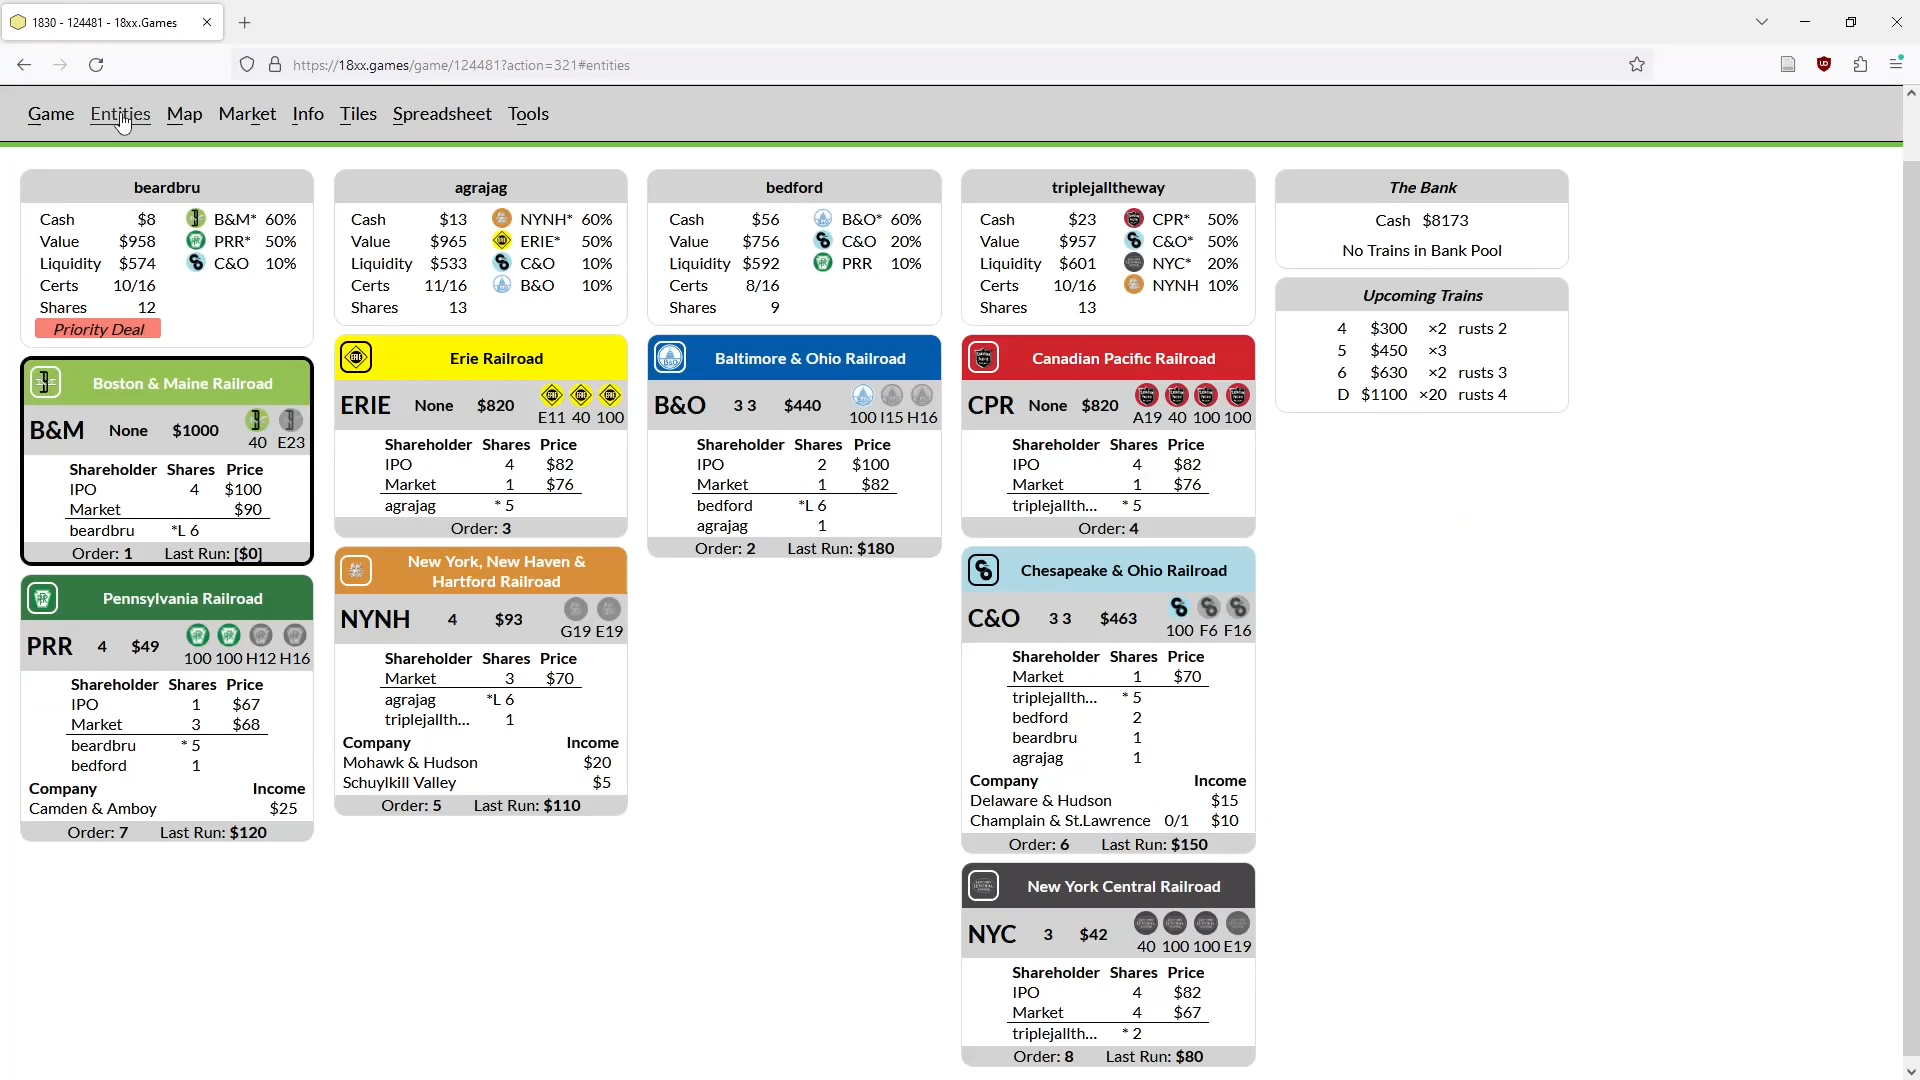 1830 - 124481 - 18xx.Games
https://18xx.games/game/124481?action=321#entities
Game Entities Map Market Info Tiles Spreadsheet Tools
beardbru
Cash $8 B&M* 60%
Value $958 PRR* 50%
Liquidity $574 C&O 10%
Certs 10/16
Shares 12
Priority Deal
Boston & Maine Railroad
B&M None $1000 40 E23
Shareholder Shares Price
IPO 4 $100
Market $90
beardbru *L 6
Order: 1 Last Run: [$0]
Pennsylvania Railroad
PRR 4 $49 100 100 H12 H16
Shareholder Shares Price
IPO 1 $67
Market 3 $68
beardbru * 5
bedford 1
Company Income
Camden & Amboy $25
Order: 7 Last Run: $120
agrajag
Cash $13 NYNH* 60%
Value $965 ERIE* 50%
Liquidity $533 C&O 10%
Certs 11/16 B&O 10%
Shares 13
Erie Railroad
ERIE None $820 E11 40 100
Shareholder Shares Price
IPO 4 $82
Market 1 $76
agrajag * 5
Order: 3
New York, New Haven &
Hartford Railroad
NYNH 4 $93 G19 E19
Shareholder Shares Price
Market 3 $70
agrajag *L 6
triplejallth... 1
Company Income
Mohawk & Hudson $20
Schuylkill Valley $5
Order: 5 Last Run: $110
bedford
Cash $56 B&O* 60%
Value $756 C&O 20%
Liquidity $592 PRR 10%
Certs 8/16
Shares 9
Baltimore & Ohio Railroad
B&O 3 3 $440 100 I15 H16
Shareholder Shares Price
IPO 2 $100
Market 1 $82
bedford *L 6
agrajag 1
Order: 2 Last Run: $180
triplejalltheway
Cash $23 CPR* 50%
Value $957 C&O* 50%
Liquidity $601 NYC* 20%
Certs 10/16 NYNH 10%
Shares 13
Canadian Pacific Railroad
CPR None $820 A19 40 100 100
Shareholder Shares Price
IPO 4 $82
Market 1 $76
triplejallth... * 5
Order: 4
Chesapeake & Ohio Railroad
C&O 3 3 $463 100 F6 F16
Shareholder Shares Price
Market 1 $70
triplejallth... * 5
bedford 2
beardbru 1
agrajag 1
Company Income
Delaware & Hudson $15
Champlain & St.Lawrence 0/1 $10
Order: 6 Last Run: $150
New York Central Railroad
NYC 3 $42 40 100 100 E19
Shareholder Shares Price
IPO 4 $82
Market 4 $67
triplejallth... * 2
Order: 8 Last Run: $80
The Bank
Cash $8173
No Trains in Bank Pool
Upcoming Trains
4 $300 ×2 rusts 2
5 $450 ×3
6 $630 ×2 rusts 3
D $1100 ×20 rusts 4